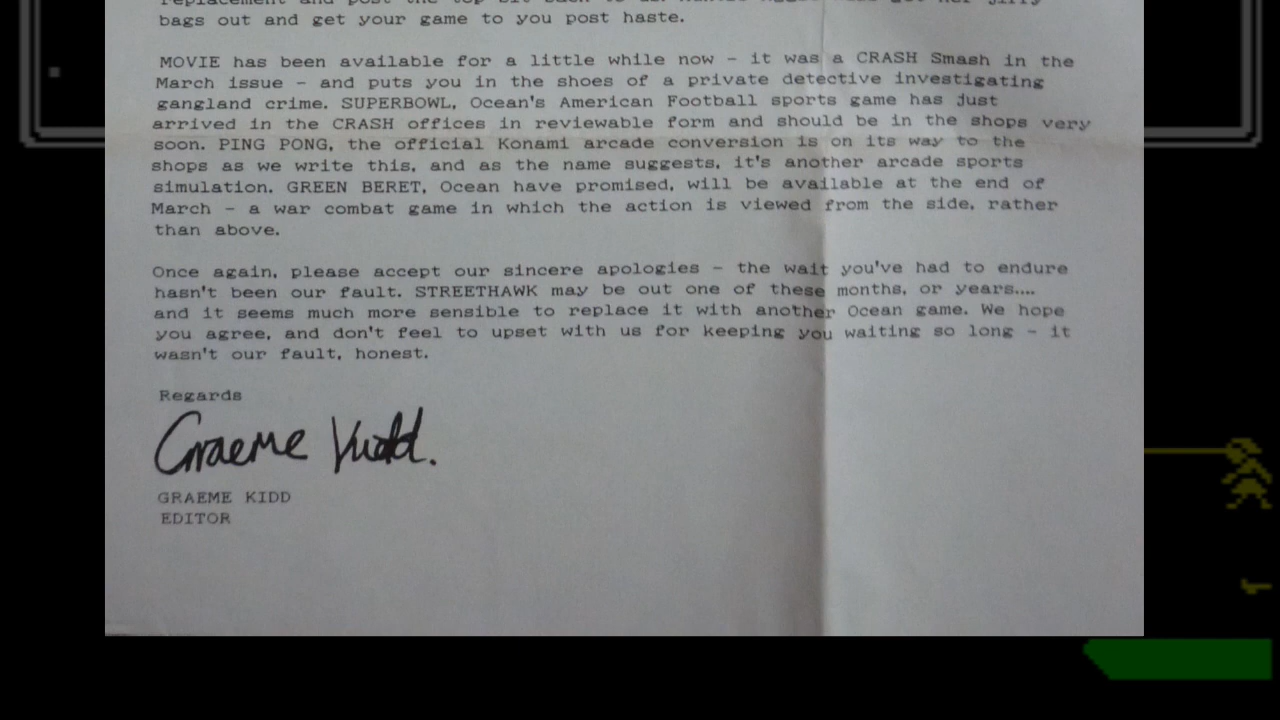 replacement and post the top bit back to us.
bags out and get your game to you post haste.
MOVIE has been available for a little while now - it was a CRASH Smash in the
March issue - and puts you in the shoes of a private detective investigating
gangland crime. SUPERBOWL, Ocean's American Football sports game has just
arrived in the CRASH offices in reviewable form and should be in the shops very
soon. PING PONG, the official Konami arcade conversion is on its way to the
shops as we write this, and as the name suggests, it's another arcade sports
simulation. GREEN BERET, Ocean have promised, will be available at the end of
March - a war combat game in which the action is viewed from the side, rather
than above.
Once again, please accept our sincere apologies - the wait you've had to endure
hasn't been our fault. STREETHAWK may be out one of these months, or years....
and it seems much more sensible to replace it with another Ocean game. We hope
you agree, and don't feel to upset with us for keeping you waiting so long - it
wasn't our fault, honest.
Regards
Graeme Kidd.
GRAEME KIDD
EDITOR